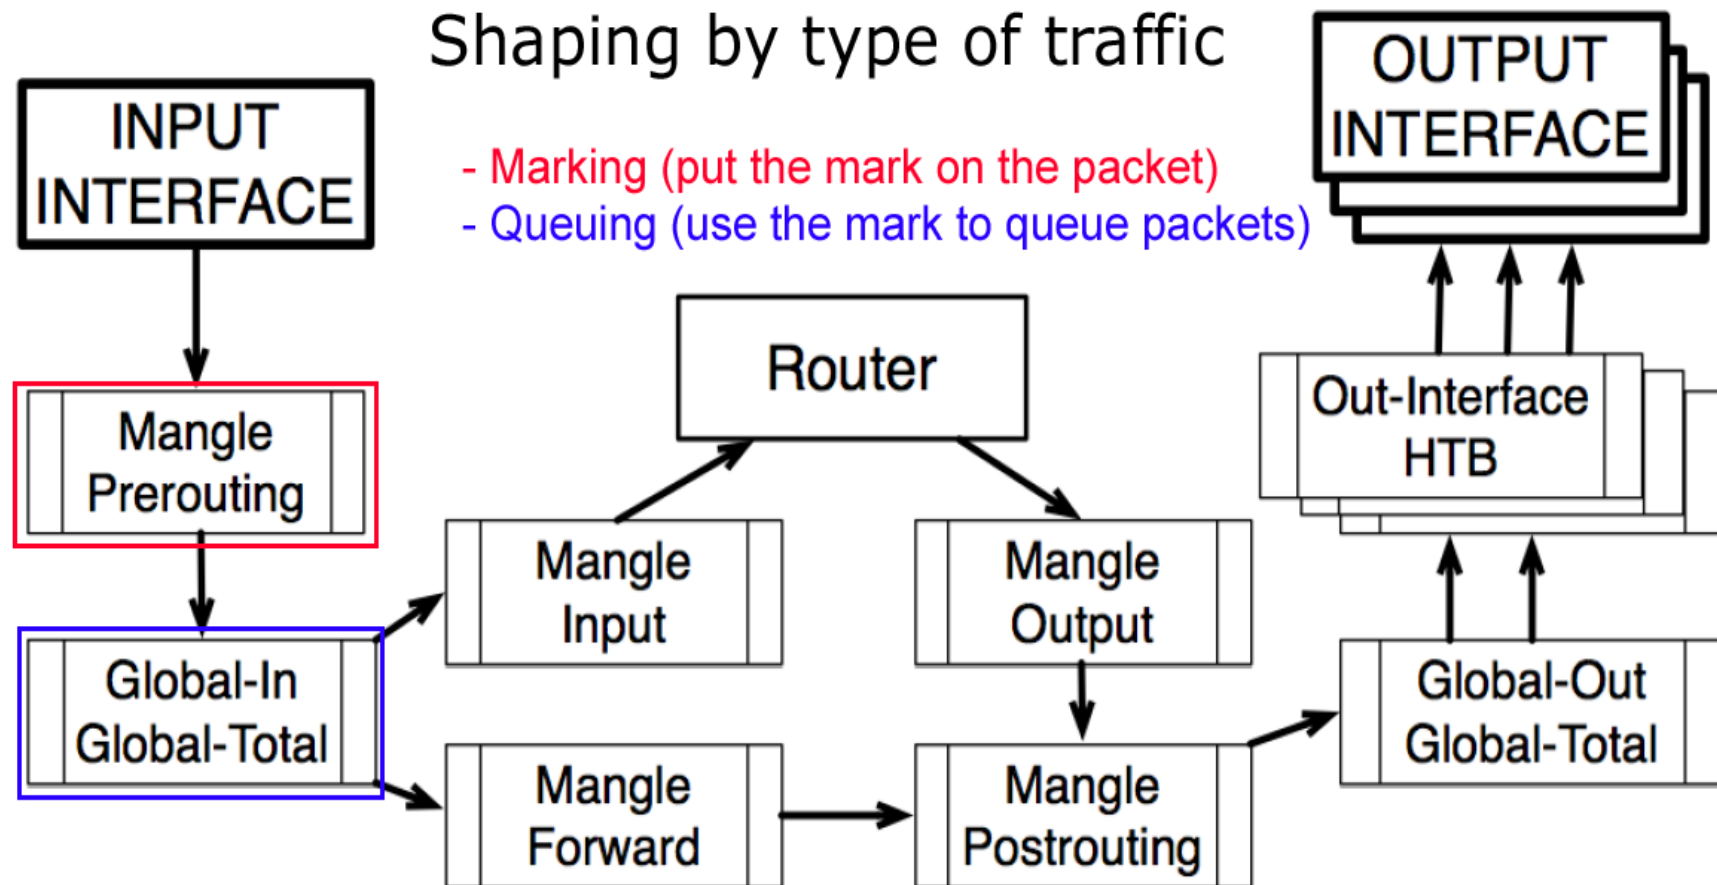 Shaping by type of traffic
INPUT
INTERFACE
- Marking (put the mark on the packet)
- Queuing (use the mark to queue packets)
OUTPUT
INTERFACE
Router
Mangle
Prerouting
Out-Interface
HTB
Mangle
Input
Mangle
Output
Global-In
Global-Total
Global-Out
Global-Total
Mangle
Forward
Mangle
Postrouting